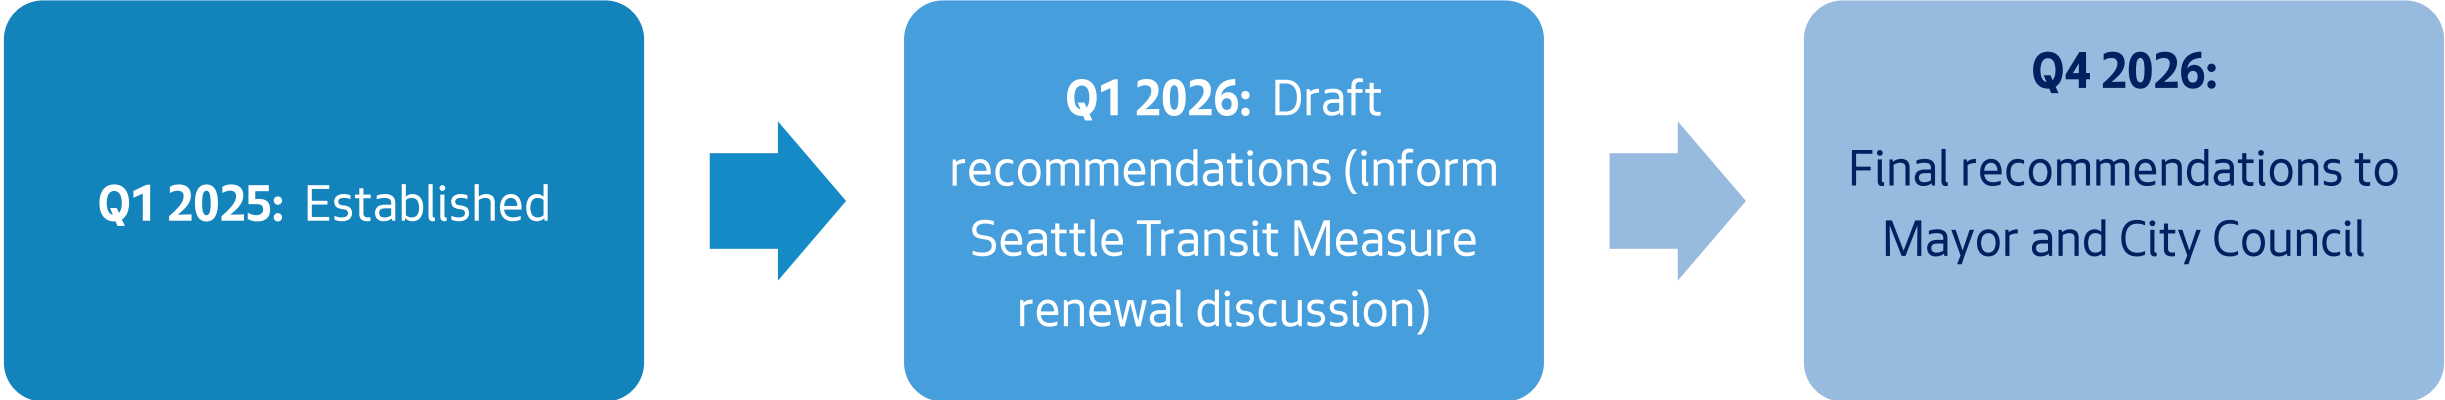 Q1 2025: Established
Q1 2026: Draft
recommendations (inform
Seattle Transit Measure
renewal discussion)
Q4 2026:
Final recommendations to
Mayor and City Council